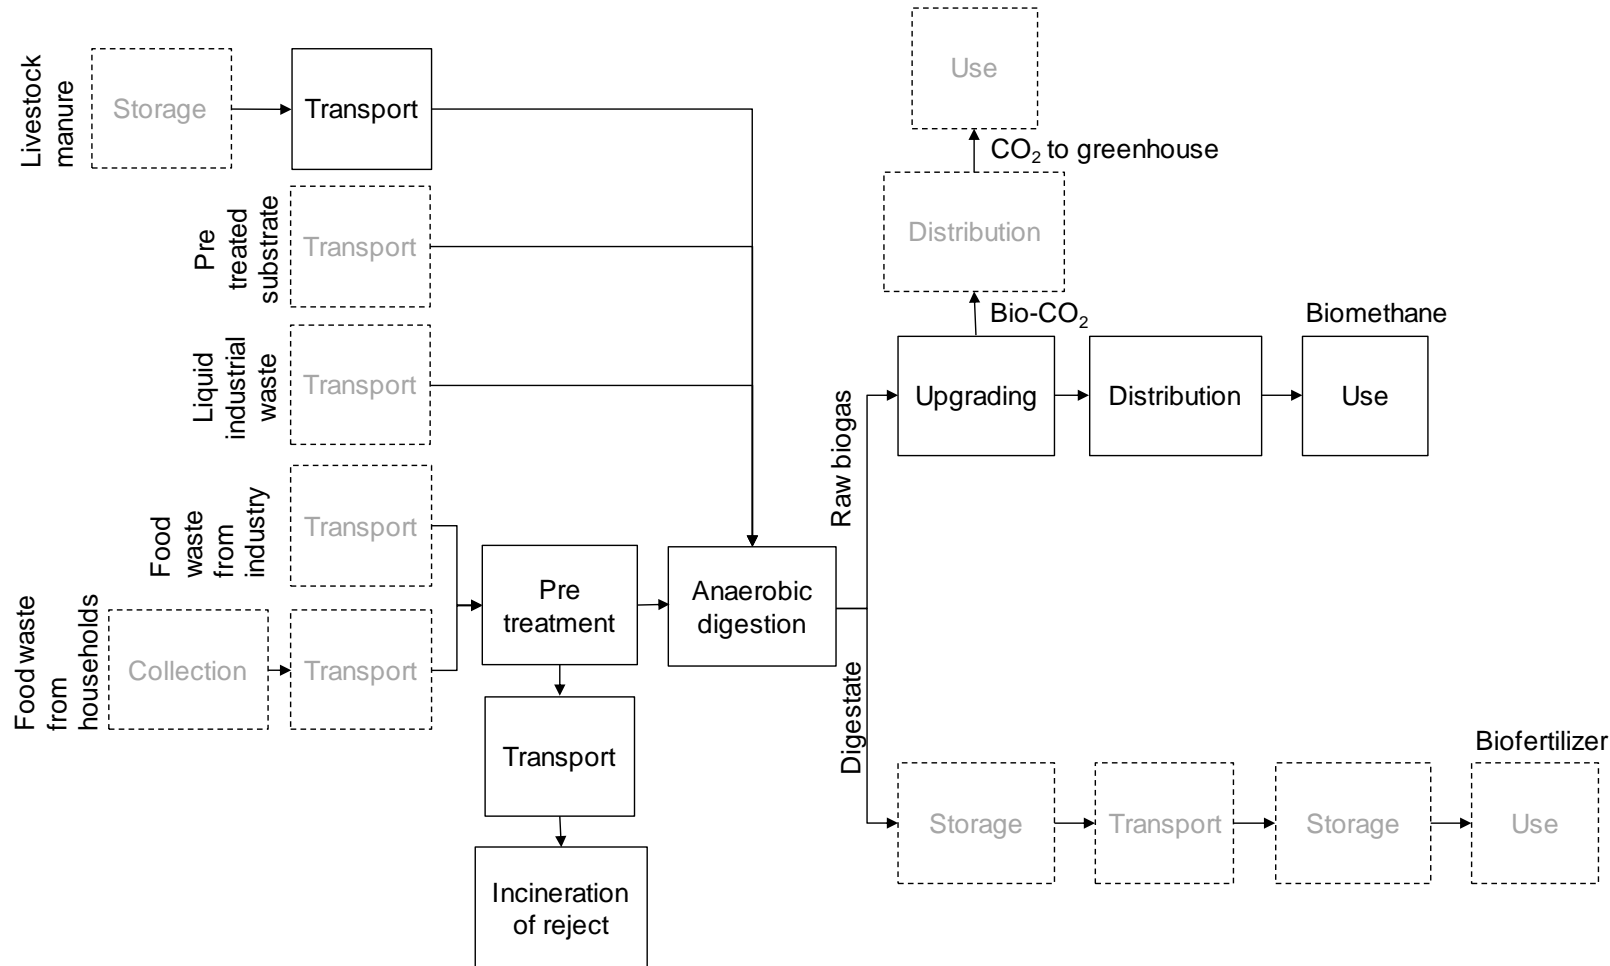 Livestock
manure
Storage
Transport
Pre
treated
substrate
Transport
Liquid
industrial
waste
Transport
Food
waste
from
industry
Transport
Food waste
from
households
Collection
Transport
Pre
treatment
Transport
Incineration
of reject
Anaerobic
digestion
Raw biogas
Digestate
Use
CO₂ to greenhouse
Distribution
Bio-CO₂
Upgrading
Distribution
Biomethane
Use
Storage
Transport
Storage
Biofertilizer
Use